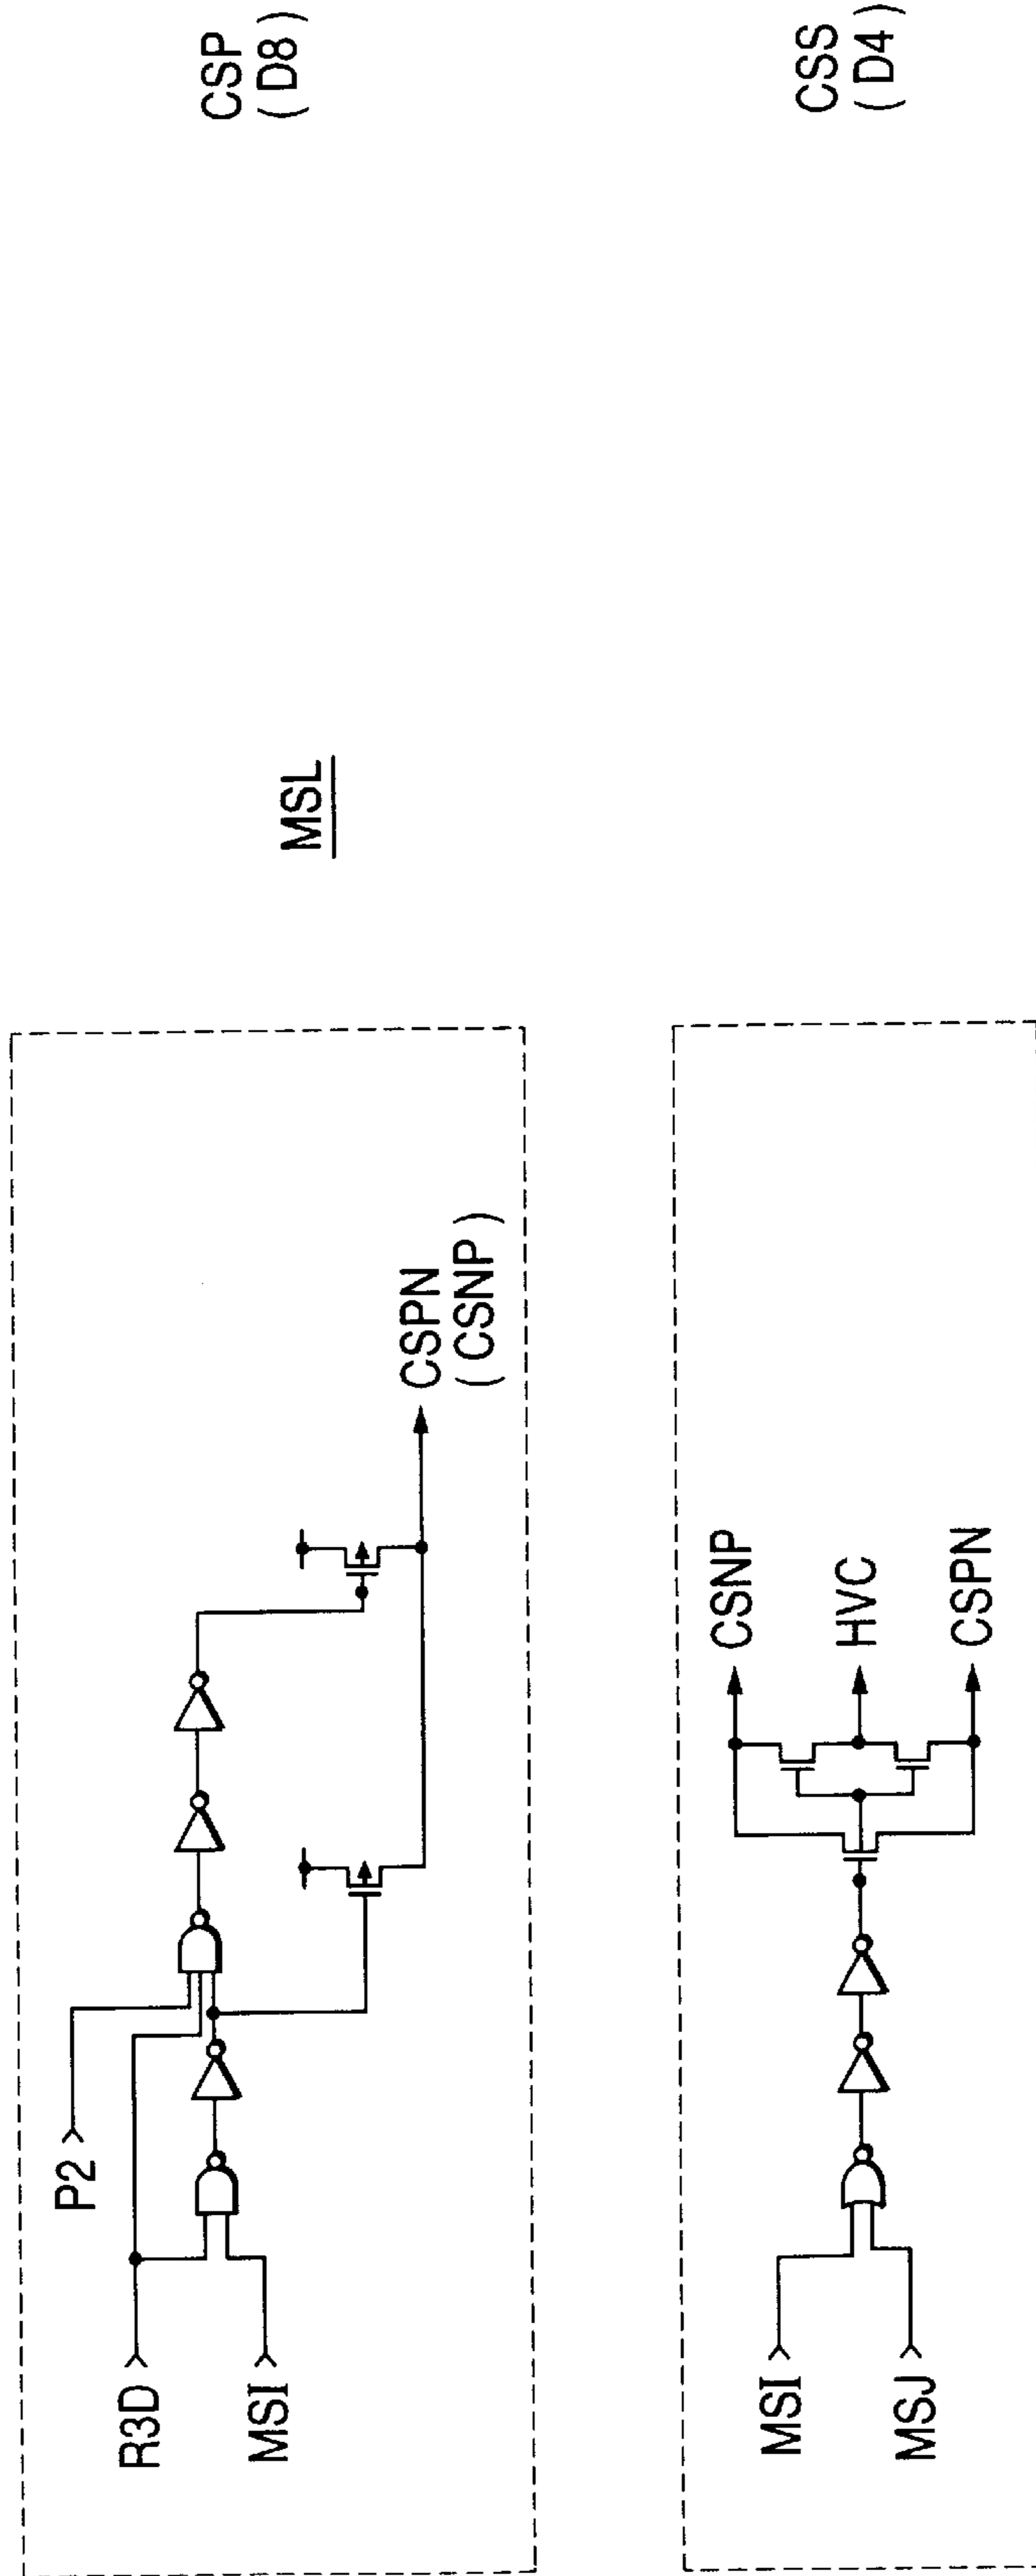 CSP
( D8 )
MSL
P2
R3D
MSI
CSPN
( CSNP )
CSS
( D4 )
MSI
MSJ
CSNP
HVC
CSPN